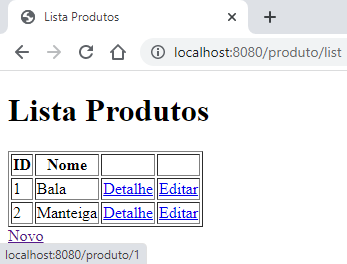 Lista Produtos
localhost:8080/produto/list
Lista Produtos
ID Nome
1 Bala Detalhe Editar
2 Manteiga Detalhe Editar
Novo
localhost:8080/produto/1